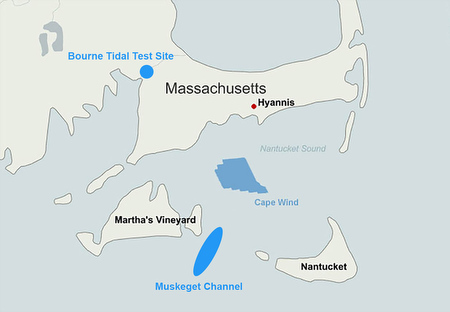 Bourne Tidal Test Site
Massachusetts
Hyannis
Nantucket Sound
Cape Wind
Martha's Vineyard
Nantucket
Muskeget Channel